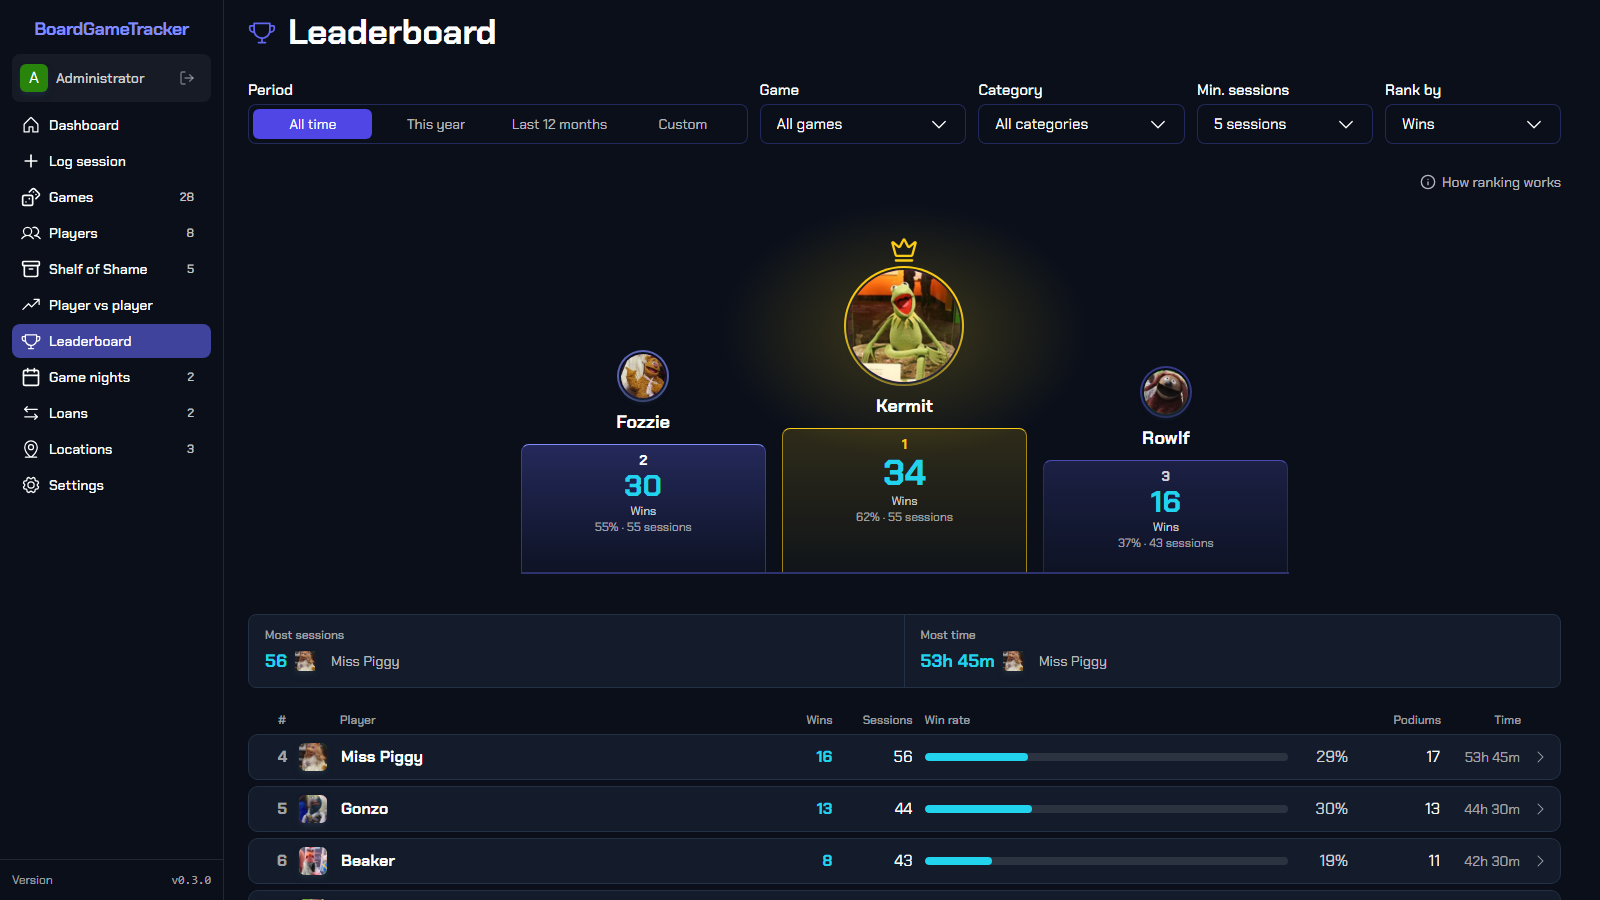 BoardGameTracker
A Administrator
Dashboard
Log session
Games 28
Players 8
Shelf of Shame 5
Player vs player
Leaderboard
Game nights 2
Loans 2
Locations 3
Settings
Version v0.3.0
Leaderboard
Period Game Category Min. sessions Rank by
All time This year Last 12 months Custom All games All categories 5 sessions Wins
How ranking works
Fozzie
2
30
Wins
55% · 55 sessions
Kermit
1
34
Wins
62% · 55 sessions
Rowlf
3
16
Wins
37% · 43 sessions
Most sessions
56 Miss Piggy
Most time
53h 45m Miss Piggy
# Player Wins Sessions Win rate Podiums Time
4 Miss Piggy 16 56 29% 17 53h 45m
5 Gonzo 13 44 30% 13 44h 30m
6 Beaker 8 43 19% 11 42h 30m